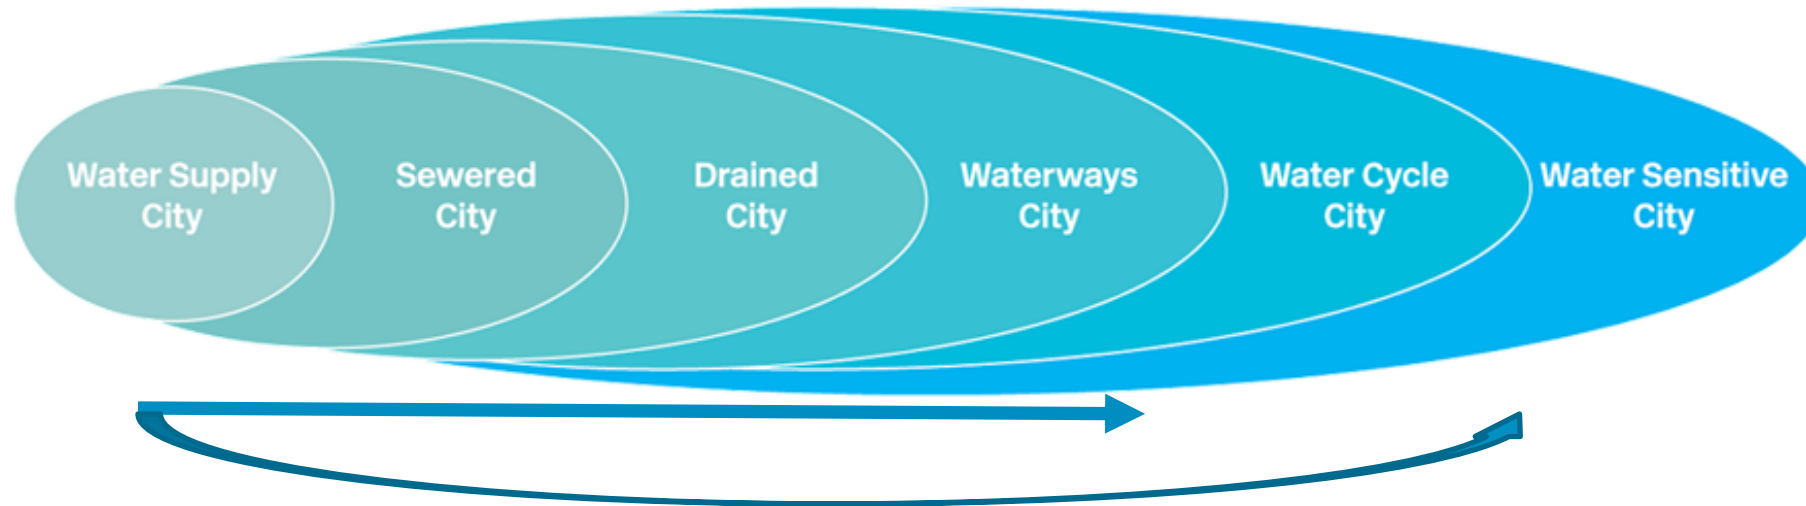 Water Supply
City
Sewered
City
Drained
City
Waterways
City
Water Cycle
City
Water Sensitive
City